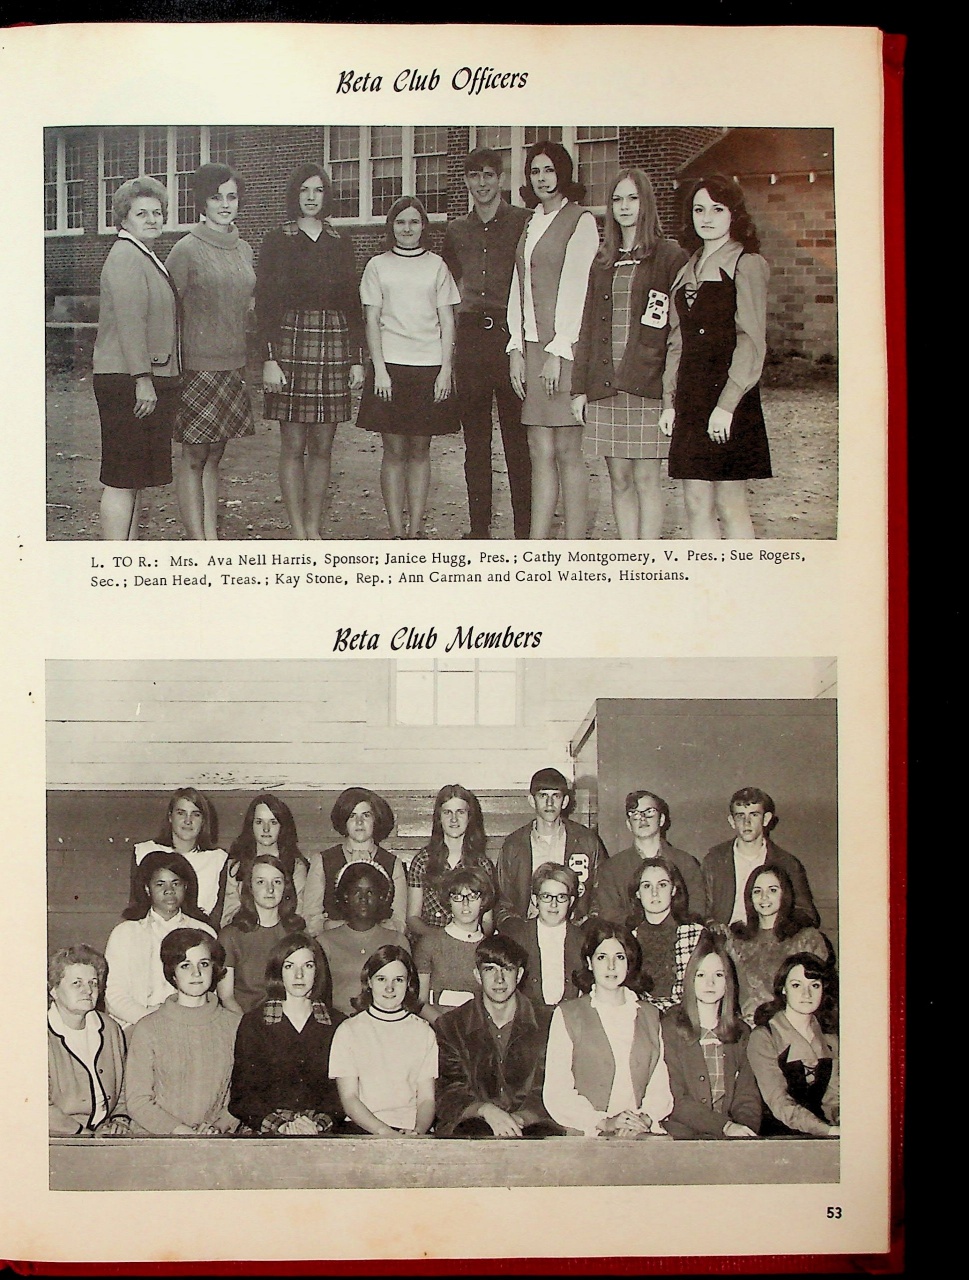 Beta Club Officers
L. TO R.: Mrs. Ava Nell Harris, Sponsor; Janice Hugg, Pres.; Cathy Montgomery, V. Pres.; Sue Rogers,
Sec.; Dean Head, Treas.; Kay Stone, Rep.; Ann Carman and Carol Walters, Historians.
Beta Club Members
53